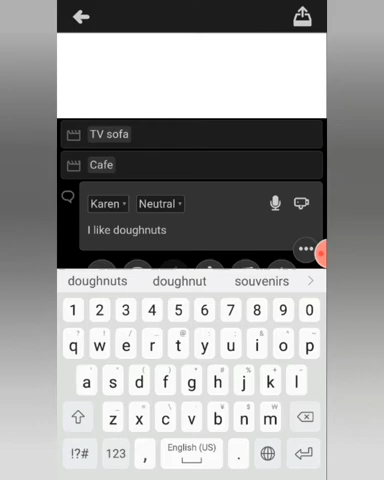 TV sofa
Cafe
Karen Neutral
I like doughnuts
doughnuts doughnut souvenirs
1 2 3 4 5 6 7 8 9 0
q w e r t y u i o p
a s d f g h j k l
z x c v b n m
!?# 123 , English (US) .